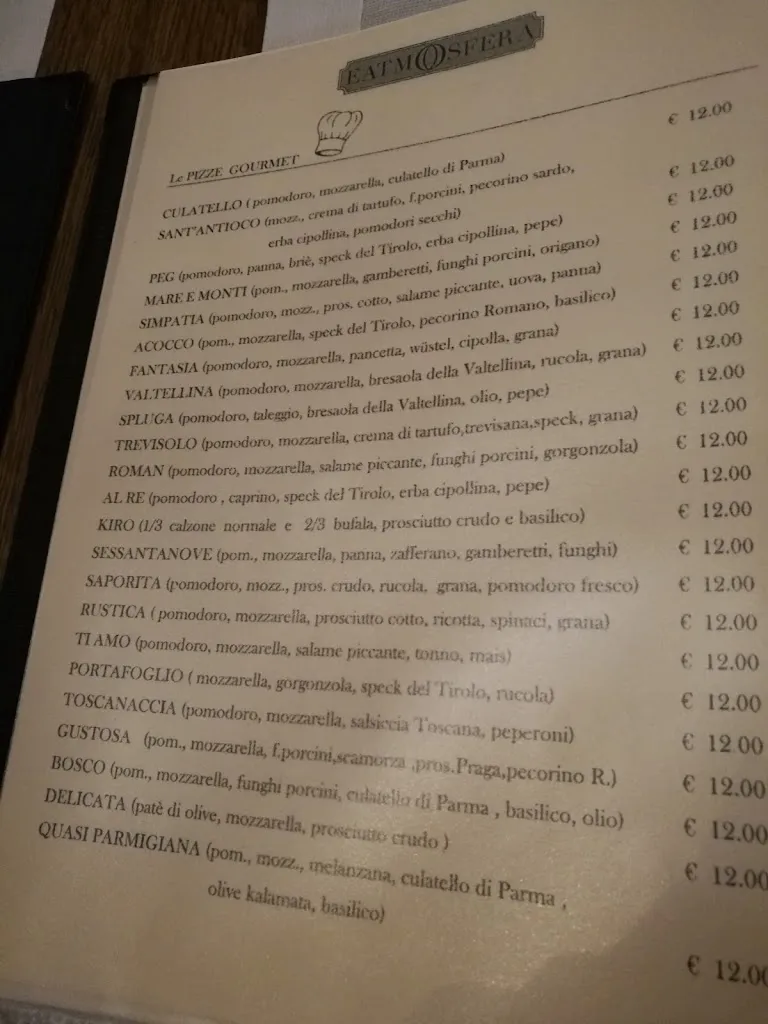 EATMOSFERA
Le PIZZE GOURMET
CULATELLO ( pomodoro, mozzarella, culatello di Parma) € 12.00
SANT'ANTIOCO (mozz., crema di tartufo, f.porcini, pecorino sardo,
erba cipollina, pomodori secchi) € 12.00
PEG (pomodoro, panna, briè, speck del Tirolo, erba cipollina, pepe) € 12.00
MARE E MONTI (pom., mozzarella, gamberetti, funghi porcini, origano) € 12.00
SIMPATIA (pomodoro, mozz., pros. cotto, salame piccante, uova, panna) € 12.00
ACOCCO (pom., mozzarella, speck del Tirolo, pecorino Romano, basilico) € 12.00
FANTASIA (pomodoro, mozzarella, pancetta, wüstel, cipolla, grana) € 12.00
VALTELLINA (pomodoro, mozzarella, bresaola della Valtellina, rucola, grana) € 12.00
SPLUGA (pomodoro, taleggio, bresaola della Valtellina, olio, pepe) € 12.00
TREVISOLO (pomodoro, mozzarella, crema di tartufo,trevisana,speck, grana) € 12.00
ROMAN (pomodoro, mozzarella, salame piccante, funghi porcini, gorgonzola) € 12.00
AL RE (pomodoro , caprino, speck del Tirolo, erba cipollina, pepe) € 12.00
KIRO (1/3 calzone normale e 2/3 bufala, prosciutto crudo e basilico) € 12.00
SESSANTANOVE (pom., mozzarella, panna, zafferano, gamberetti, funghi) € 12.00
SAPORITA (pomodoro, mozz., pros. crudo, rucola, grana, pomodoro fresco) € 12.00
RUSTICA ( pomodoro, mozzarella, prosciutto cotto, ricotta, spinaci, grana) € 12.00
TI AMO (pomodoro, mozzarella, salame piccante, tonno, mais) € 12.00
PORTAFOGLIO ( mozzarella, gorgonzola, speck del Tirolo, rucola) € 12.00
TOSCANACCIA (pomodoro, mozzarella, salsiccia Toscana, peperoni) € 12.00
GUSTOSA (pom., mozzarella, f.porcini,scamorza ,pros.Praga,pecorino R.) € 12.00
BOSCO (pom., mozzarella, funghi porcini, culatello di Parma , basilico, olio) € 12.00
DELICATA (patè di olive, mozzarella, prosciutto crudo ) € 12.00
QUASI PARMIGIANA (pom., mozz., melanzana, culatello di Parma ,
olive kalamata, basilico) € 12.00